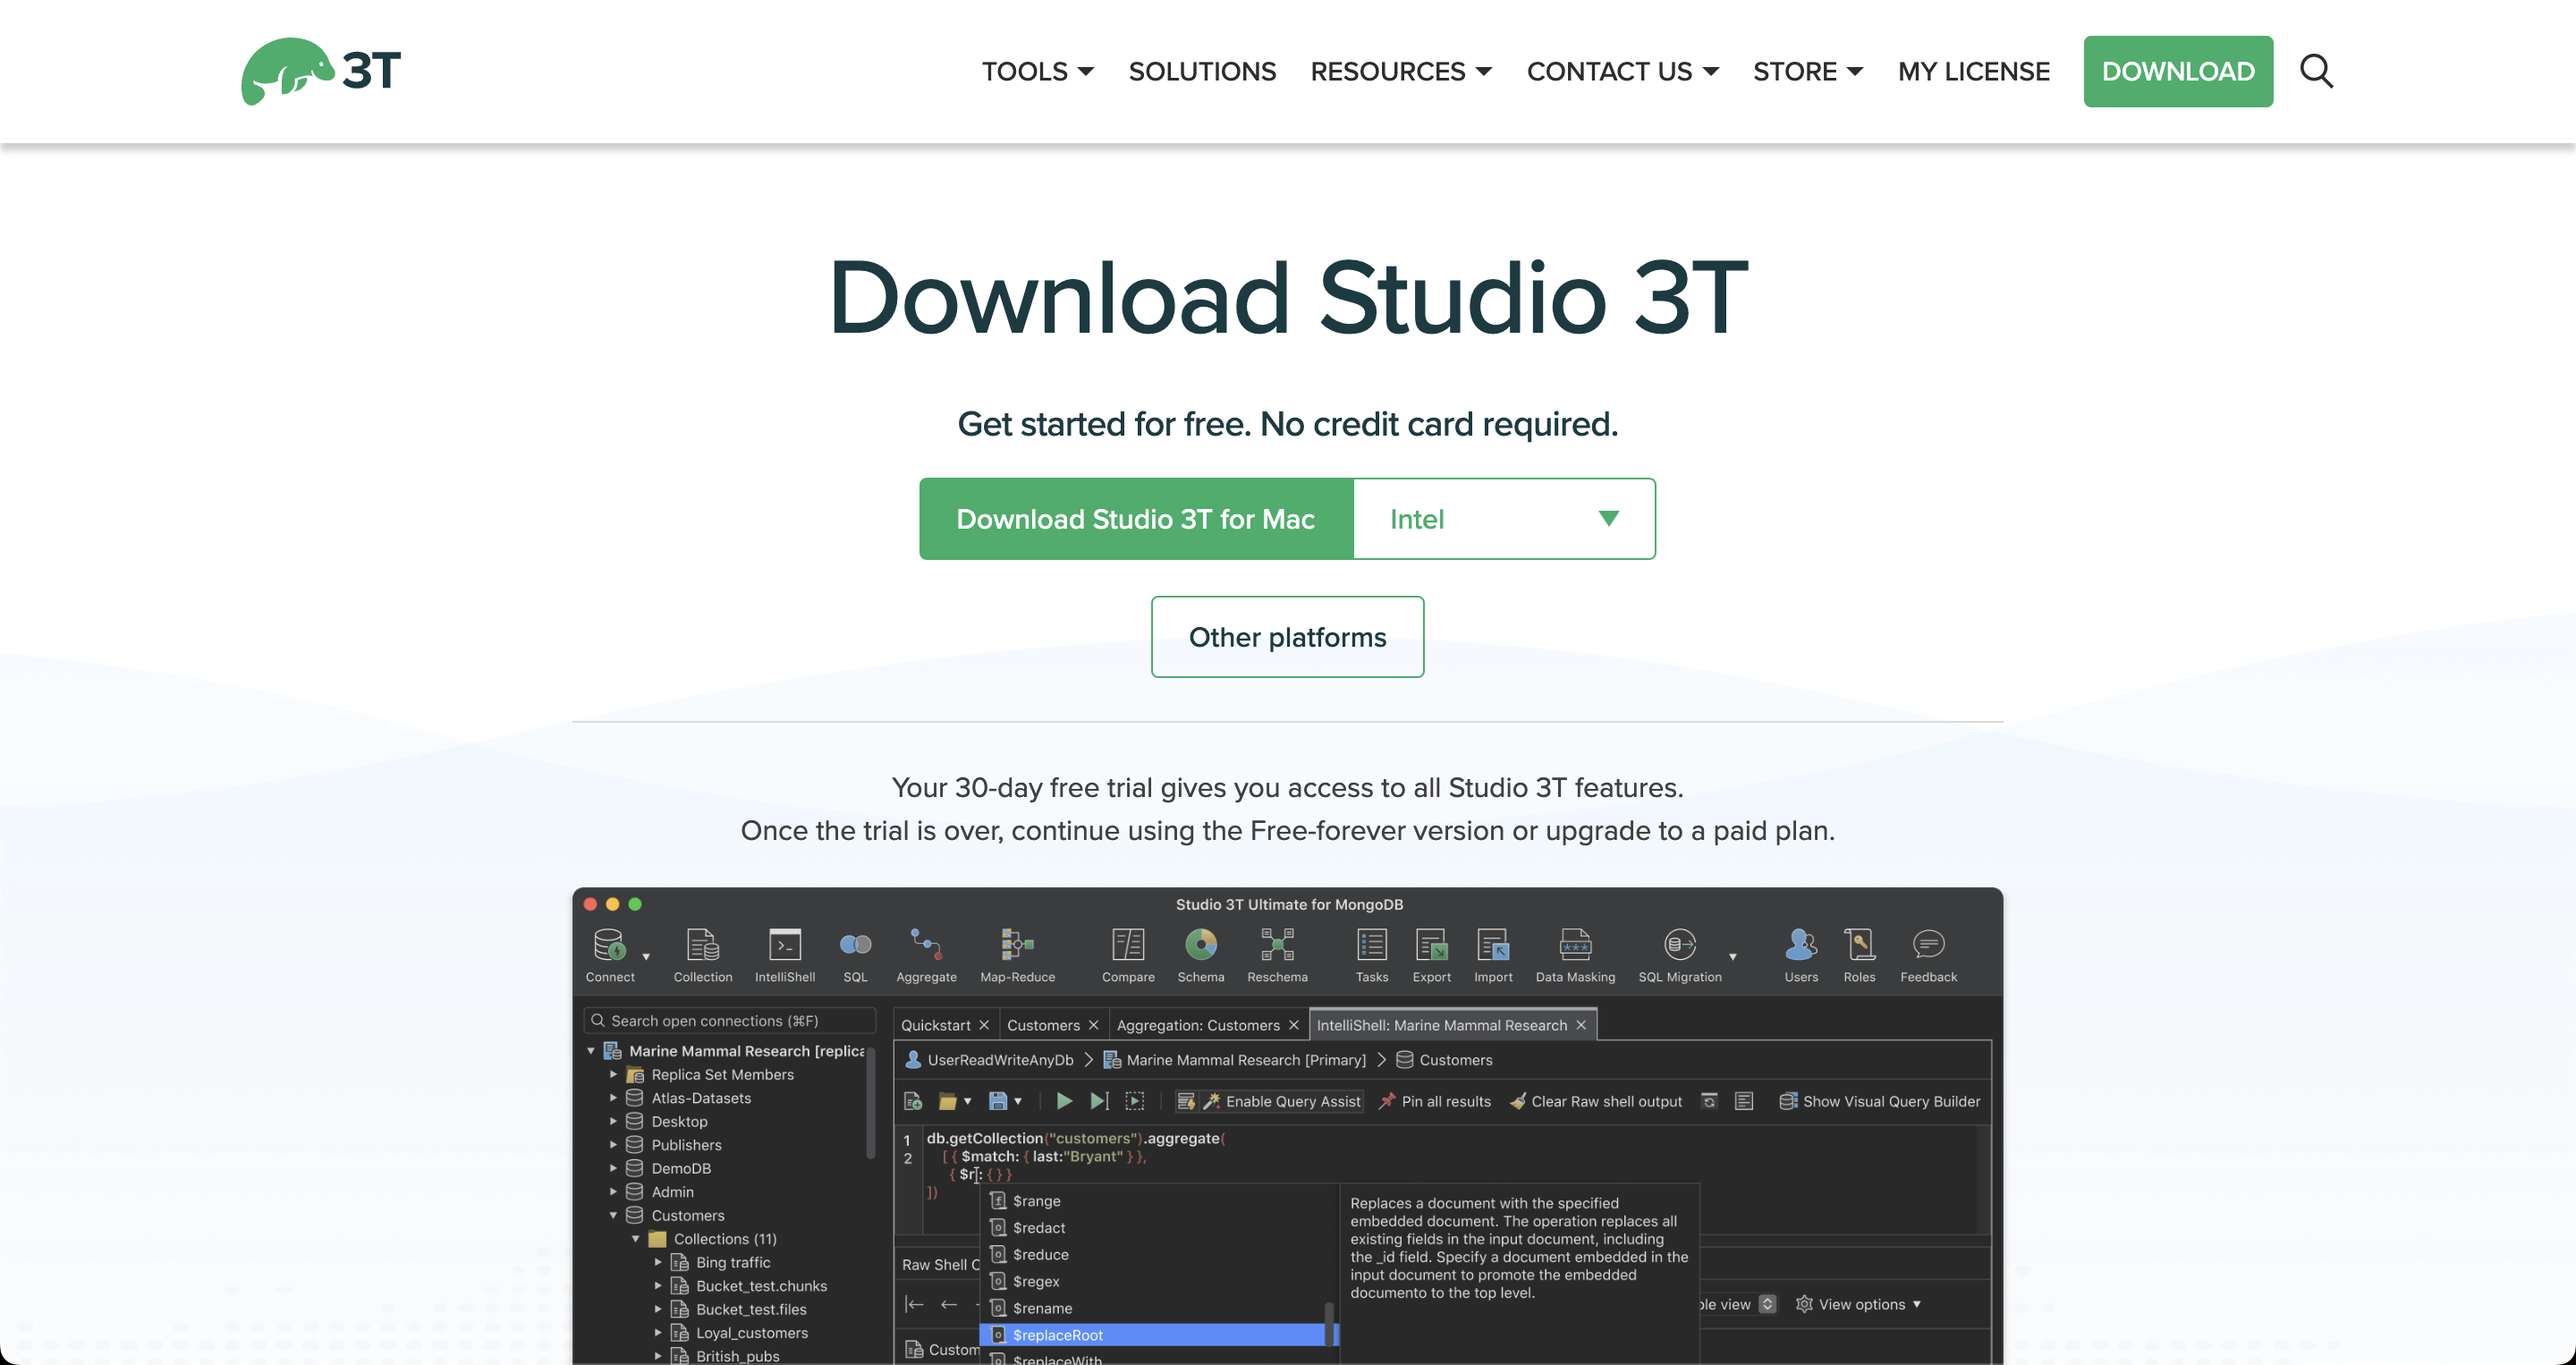 3T
TOOLS SOLUTIONS RESOURCES CONTACT US STORE MY LICENSE DOWNLOAD
Download Studio 3T
Get started for free. No credit card required.
Download Studio 3T for Mac Intel
Other platforms
Your 30-day free trial gives you access to all Studio 3T features.
Once the trial is over, continue using the Free-forever version or upgrade to a paid plan.
Studio 3T Ultimate for MongoDB
Connect Collection IntelliShell SQL Aggregate Map-Reduce Compare Schema Reschema Tasks Export Import Data Masking SQL Migration Users Roles Feedback
Search open connections (⌘F)
Marine Mammal Research [replica
Replica Set Members
Atlas-Datasets
Desktop
Publishers
DemoDB
Admin
Customers
Collections (11)
Bing traffic
Bucket_test.chunks
Bucket_test.files
Loyal_customers
British_pubs
Quickstart Customers Aggregation: Customers IntelliShell: Marine Mammal Research
UserReadWriteAnyDb Marine Mammal Research [Primary] Customers
Enable Query Assist Pin all results Clear Raw shell output Show Visual Query Builder
1 db.getCollection("customers").aggregate(
2 [ { $match: { last:"Bryant" } },
{ $r: { } }
])
$range
$redact
$reduce
$regex
$rename
$replaceRoot
$replaceWith
Replaces a document with the specified
embedded document. The operation replaces all
existing fields in the input document, including
the _id field. Specify a document embedded in the
input document to promote the embedded
documento to the top level.
Raw Shell C
ble view View options
Custom